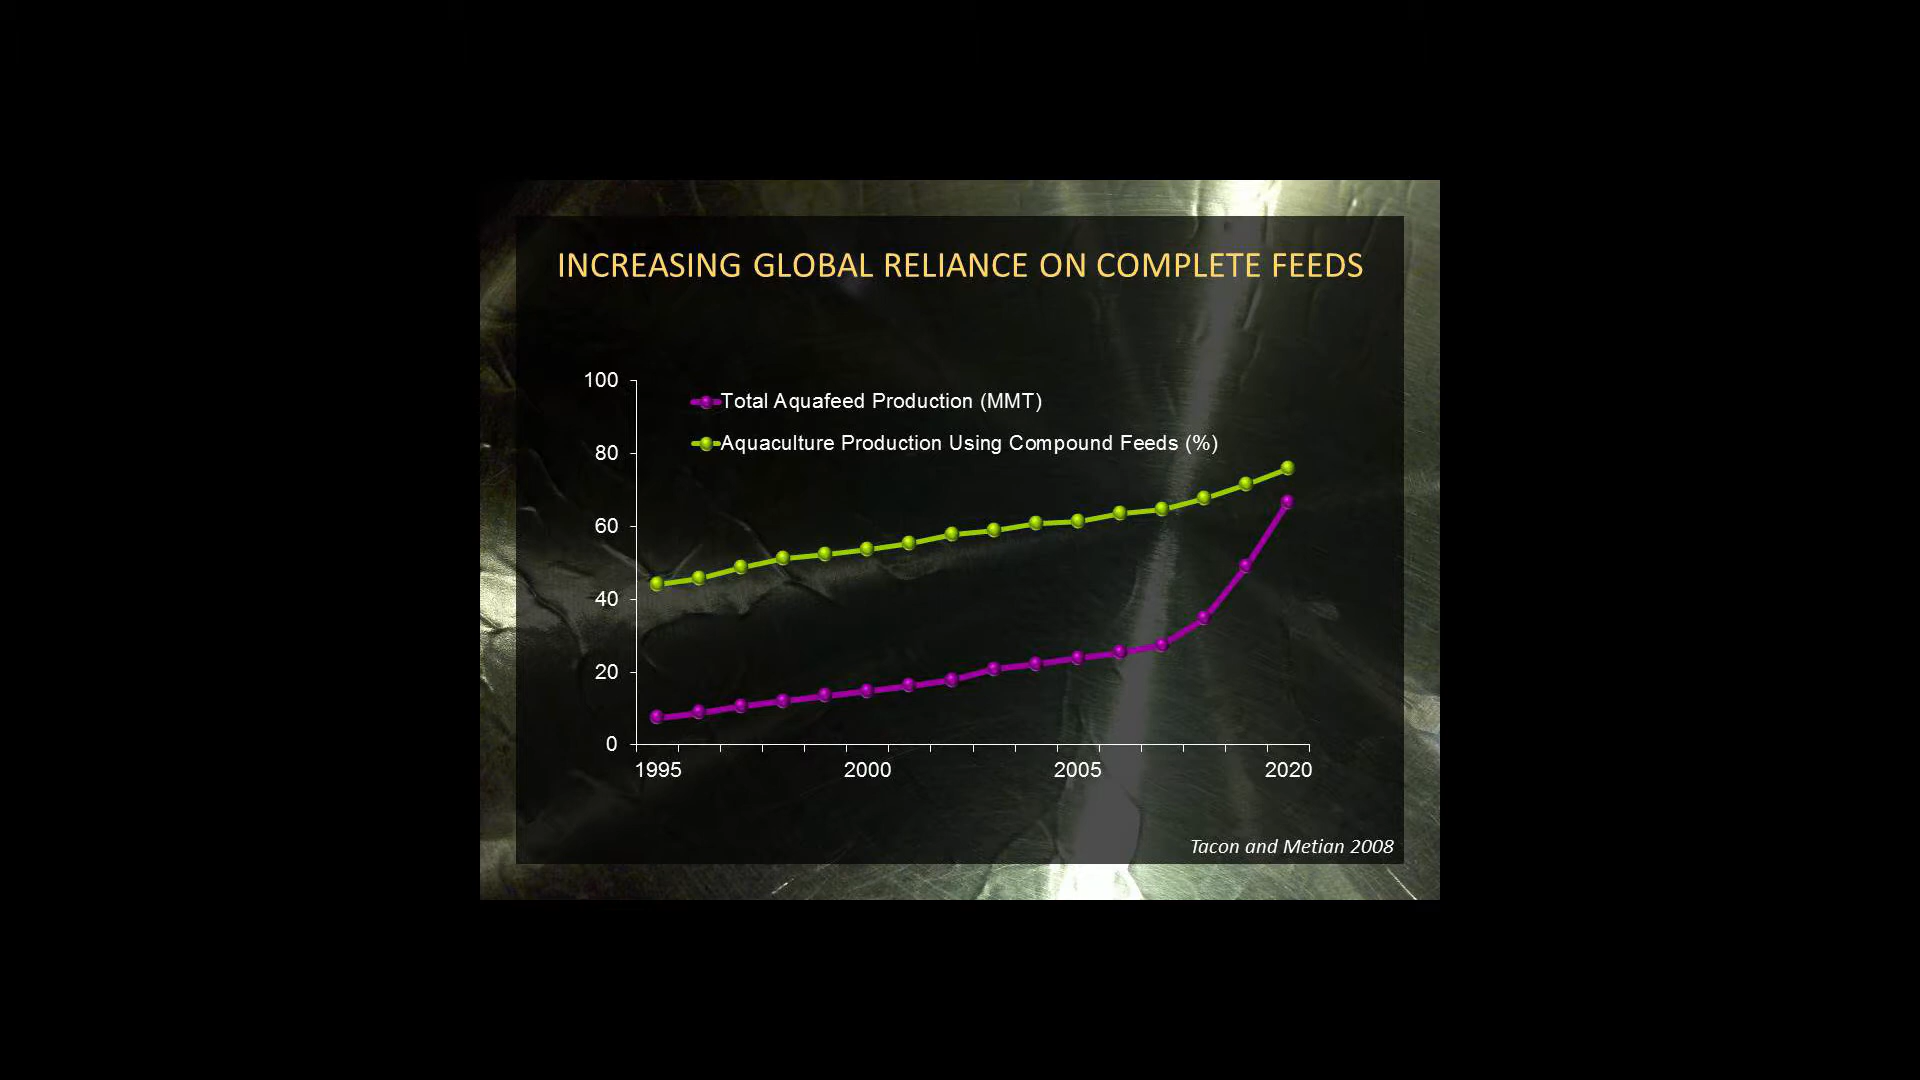 INCREASING GLOBAL RELIANCE ON COMPLETE FEEDS
100
Total Aquafeed Production (MMT)
Aquaculture Production Using Compound Feeds (%)
80
60
40
20
0
1995 2000 2005 2020
Tacon and Metian 2008